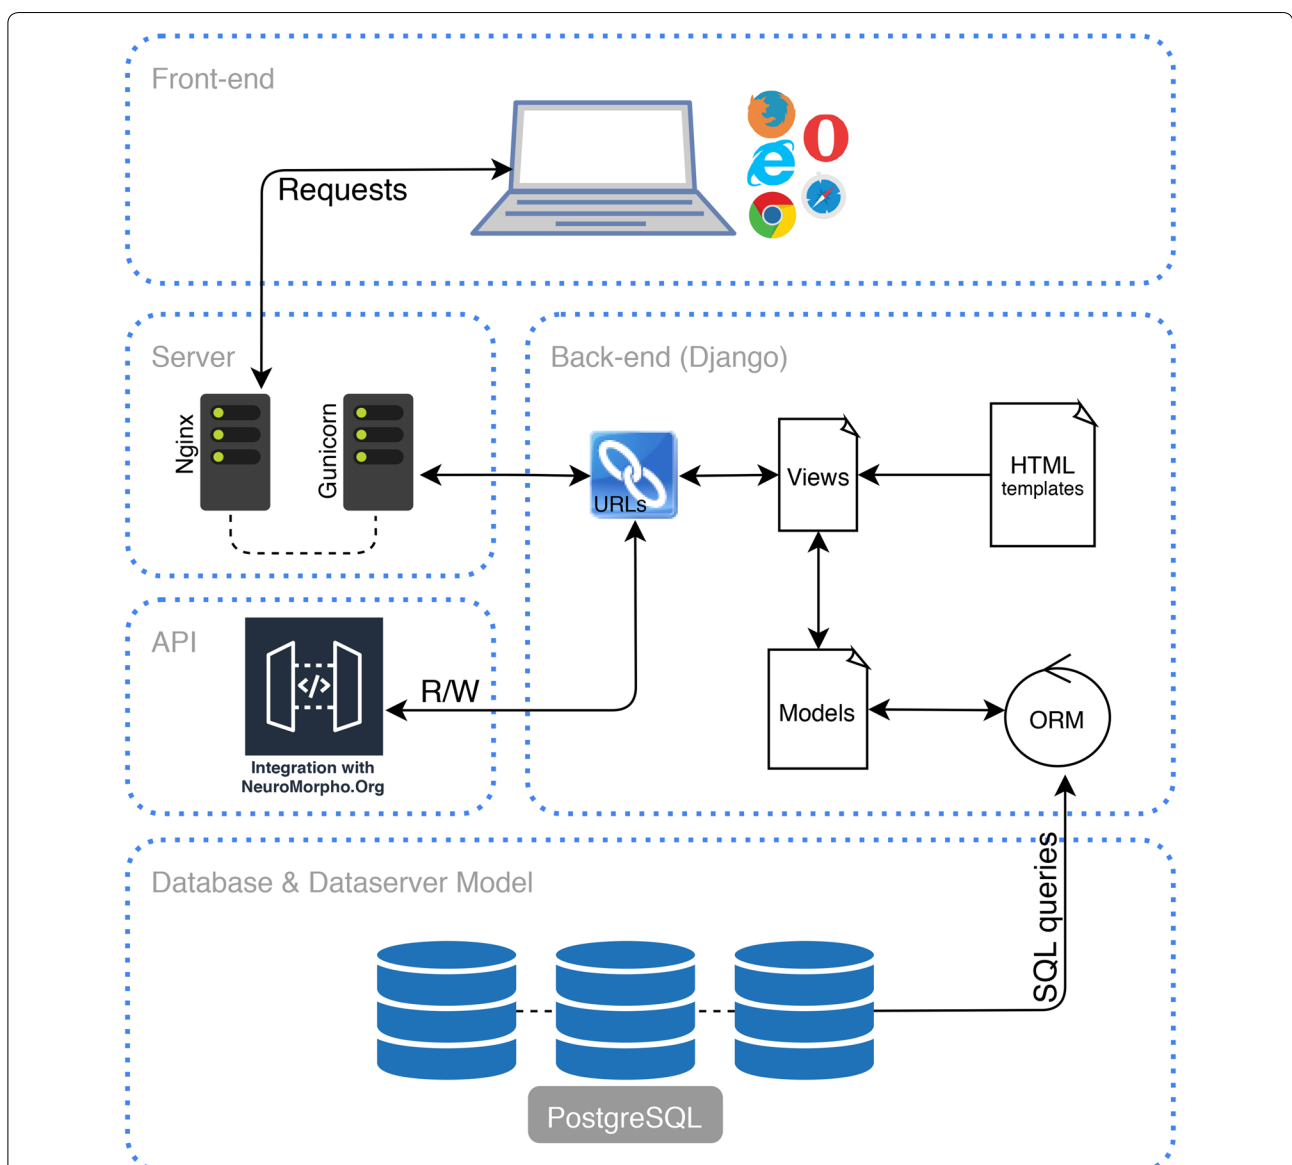 Front-end
Requests
Server
Nginx
Gunicorn
Back-end (Django)
URLs
Views
HTML
templates
API
R/W
Integration with
NeuroMorpho.Org
Models
ORM
SQL queries
Database & Dataserver Model
PostgreSQL